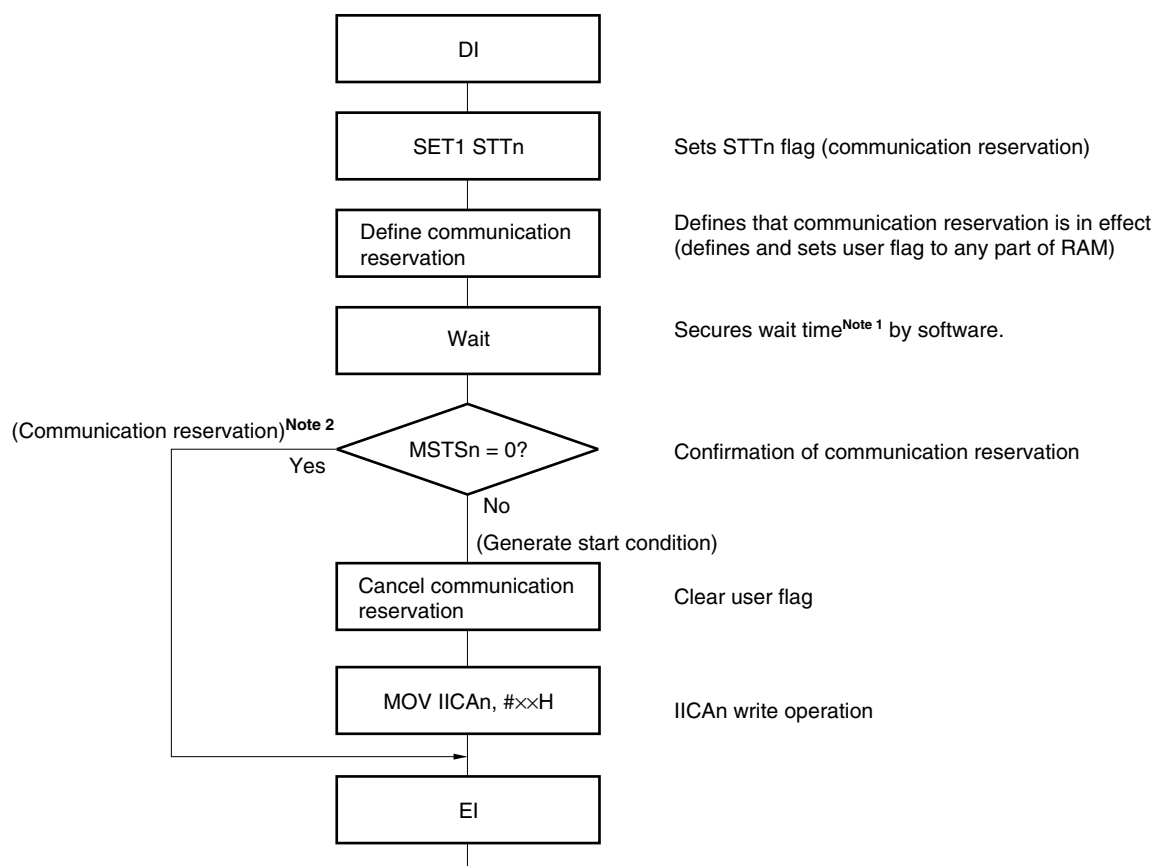 DI
SET1 STTn
Sets STTn flag (communication reservation)
Define communication
reservation
Defines that communication reservation is in effect
(defines and sets user flag to any part of RAM)
Wait
Secures wait timeNote 1 by software.
(Communication reservation)Note 2
MSTSn = 0?
Confirmation of communication reservation
Yes
No
(Generate start condition)
Cancel communication
reservation
Clear user flag
MOV IICAn, #××H
IICAn write operation
EI